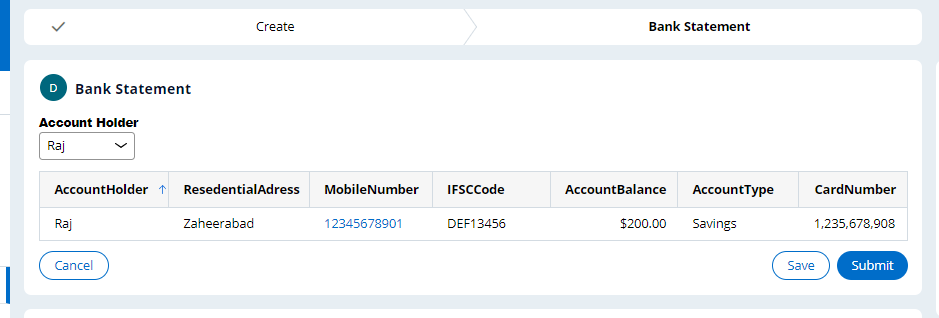 Create Bank Statement
D Bank Statement
Account Holder
Raj
AccountHolder ResedentialAdress MobileNumber IFSCCode AccountBalance AccountType CardNumber
Raj Zaheerabad 12345678901 DEF13456 $200.00 Savings 1,235,678,908
Cancel Save Submit